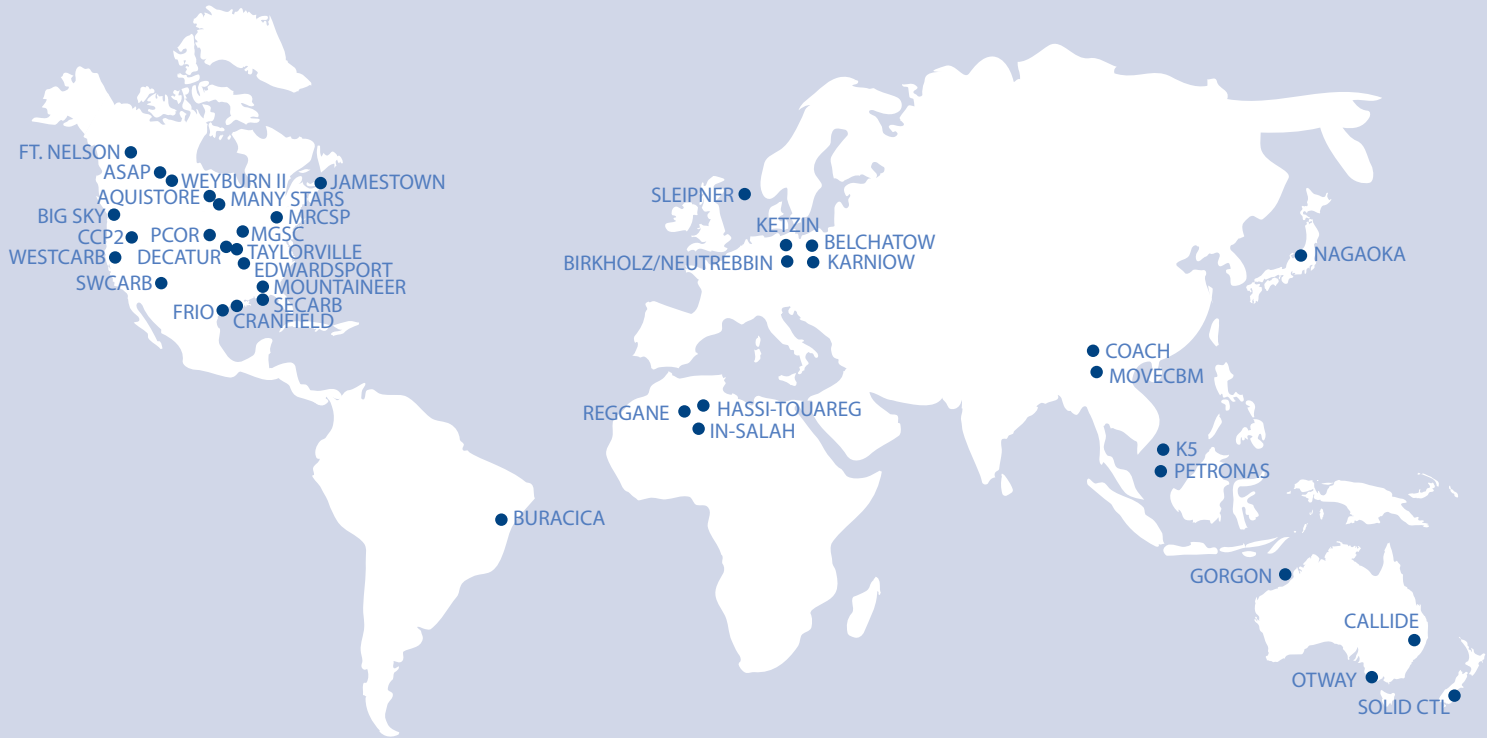 FT. NELSON
ASAP
WEYBURN II
JAMESTOWN
AQUISTORE
MANY STARS
BIG SKY
MRCSP
CCP2
PCOR
MGSC
WESTCARB
DECATUR
TAYLORVILLE
EDWARDSPORT
SWCARB
MOUNTAINEER
SECARB
FRIO
CRANFIELD
BURACICA
SLEIPNER
KETZIN
BELCHATOW
BIRKHOLZ/NEUTREBBIN
KARNIOW
REGGANE
HASSI-TOUAREG
IN-SALAH
NAGAOKA
COACH
MOVECBM
K5
PETRONAS
GORGON
CALLIDE
OTWAY
SOLID CTL